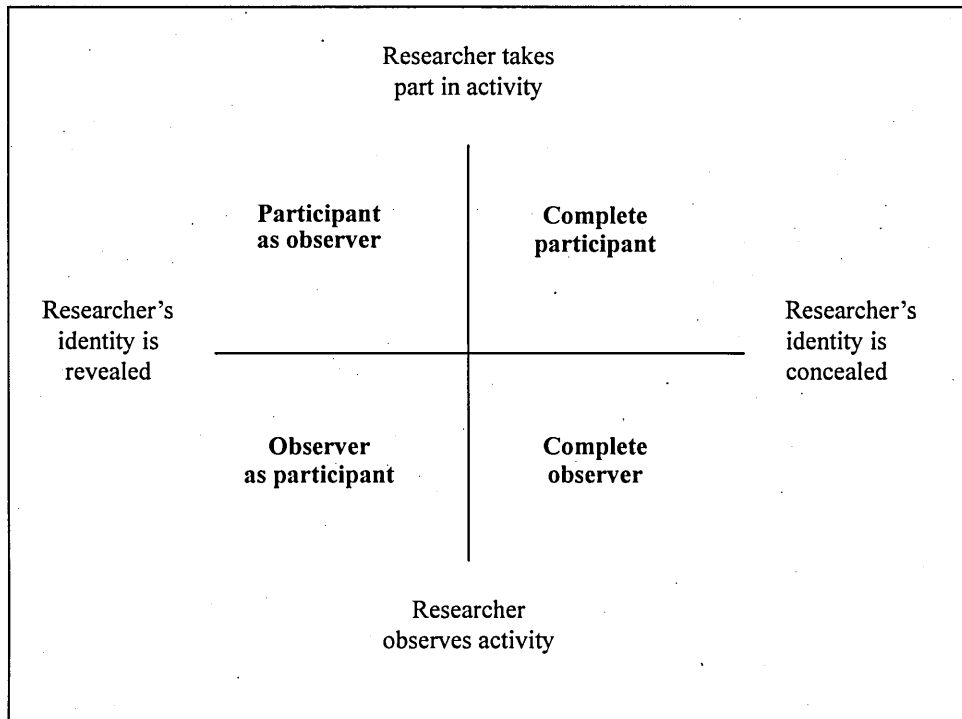 Researcher takes
part in activity
Participant
as observer
Complete
participant
Researcher's
identity is
revealed
Researcher's
identity is
concealed
Observer
as participant
Complete
observer
Researcher
observes activity